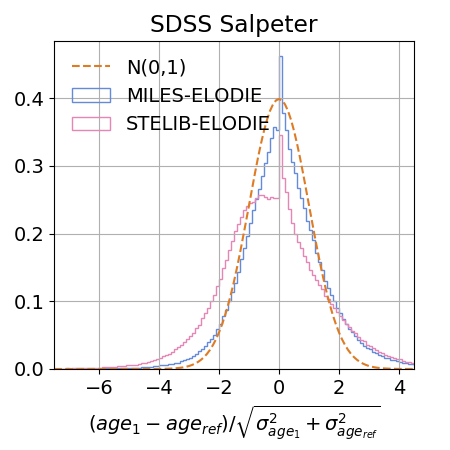 SDSS Salpeter
N(0,1)
MILES-ELODIE
STELIB-ELODIE
0.4
0.3
0.2
0.1
0.0
−6 −4 −2 0 2 4
(age₁ − age_ref)/√σ²_age₁ + σ²_age_ref